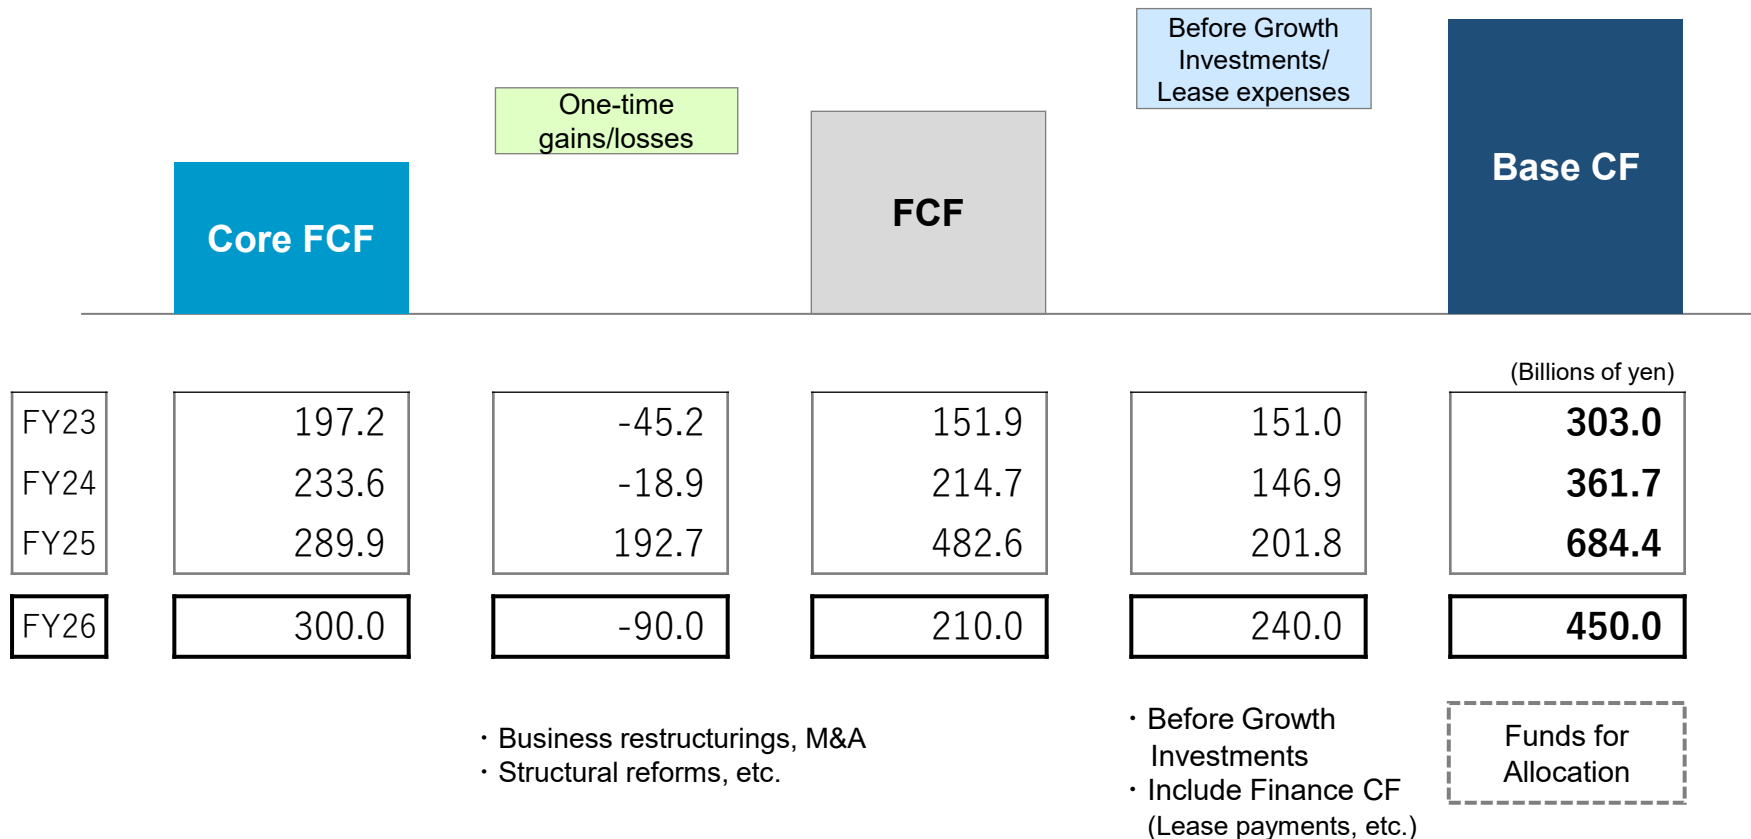 Before Growth
Investments/
Lease expenses
One-time
gains/losses
Core FCF
FCF
Base CF
(Billions of yen)
FY23 197.2 -45.2 151.9 151.0 303.0
FY24 233.6 -18.9 214.7 146.9 361.7
FY25 289.9 192.7 482.6 201.8 684.4
FY26 300.0 -90.0 210.0 240.0 450.0
・Business restructurings, M&A
・Structural reforms, etc.
・Before Growth
Investments
・Include Finance CF
(Lease payments, etc.)
Funds for
Allocation